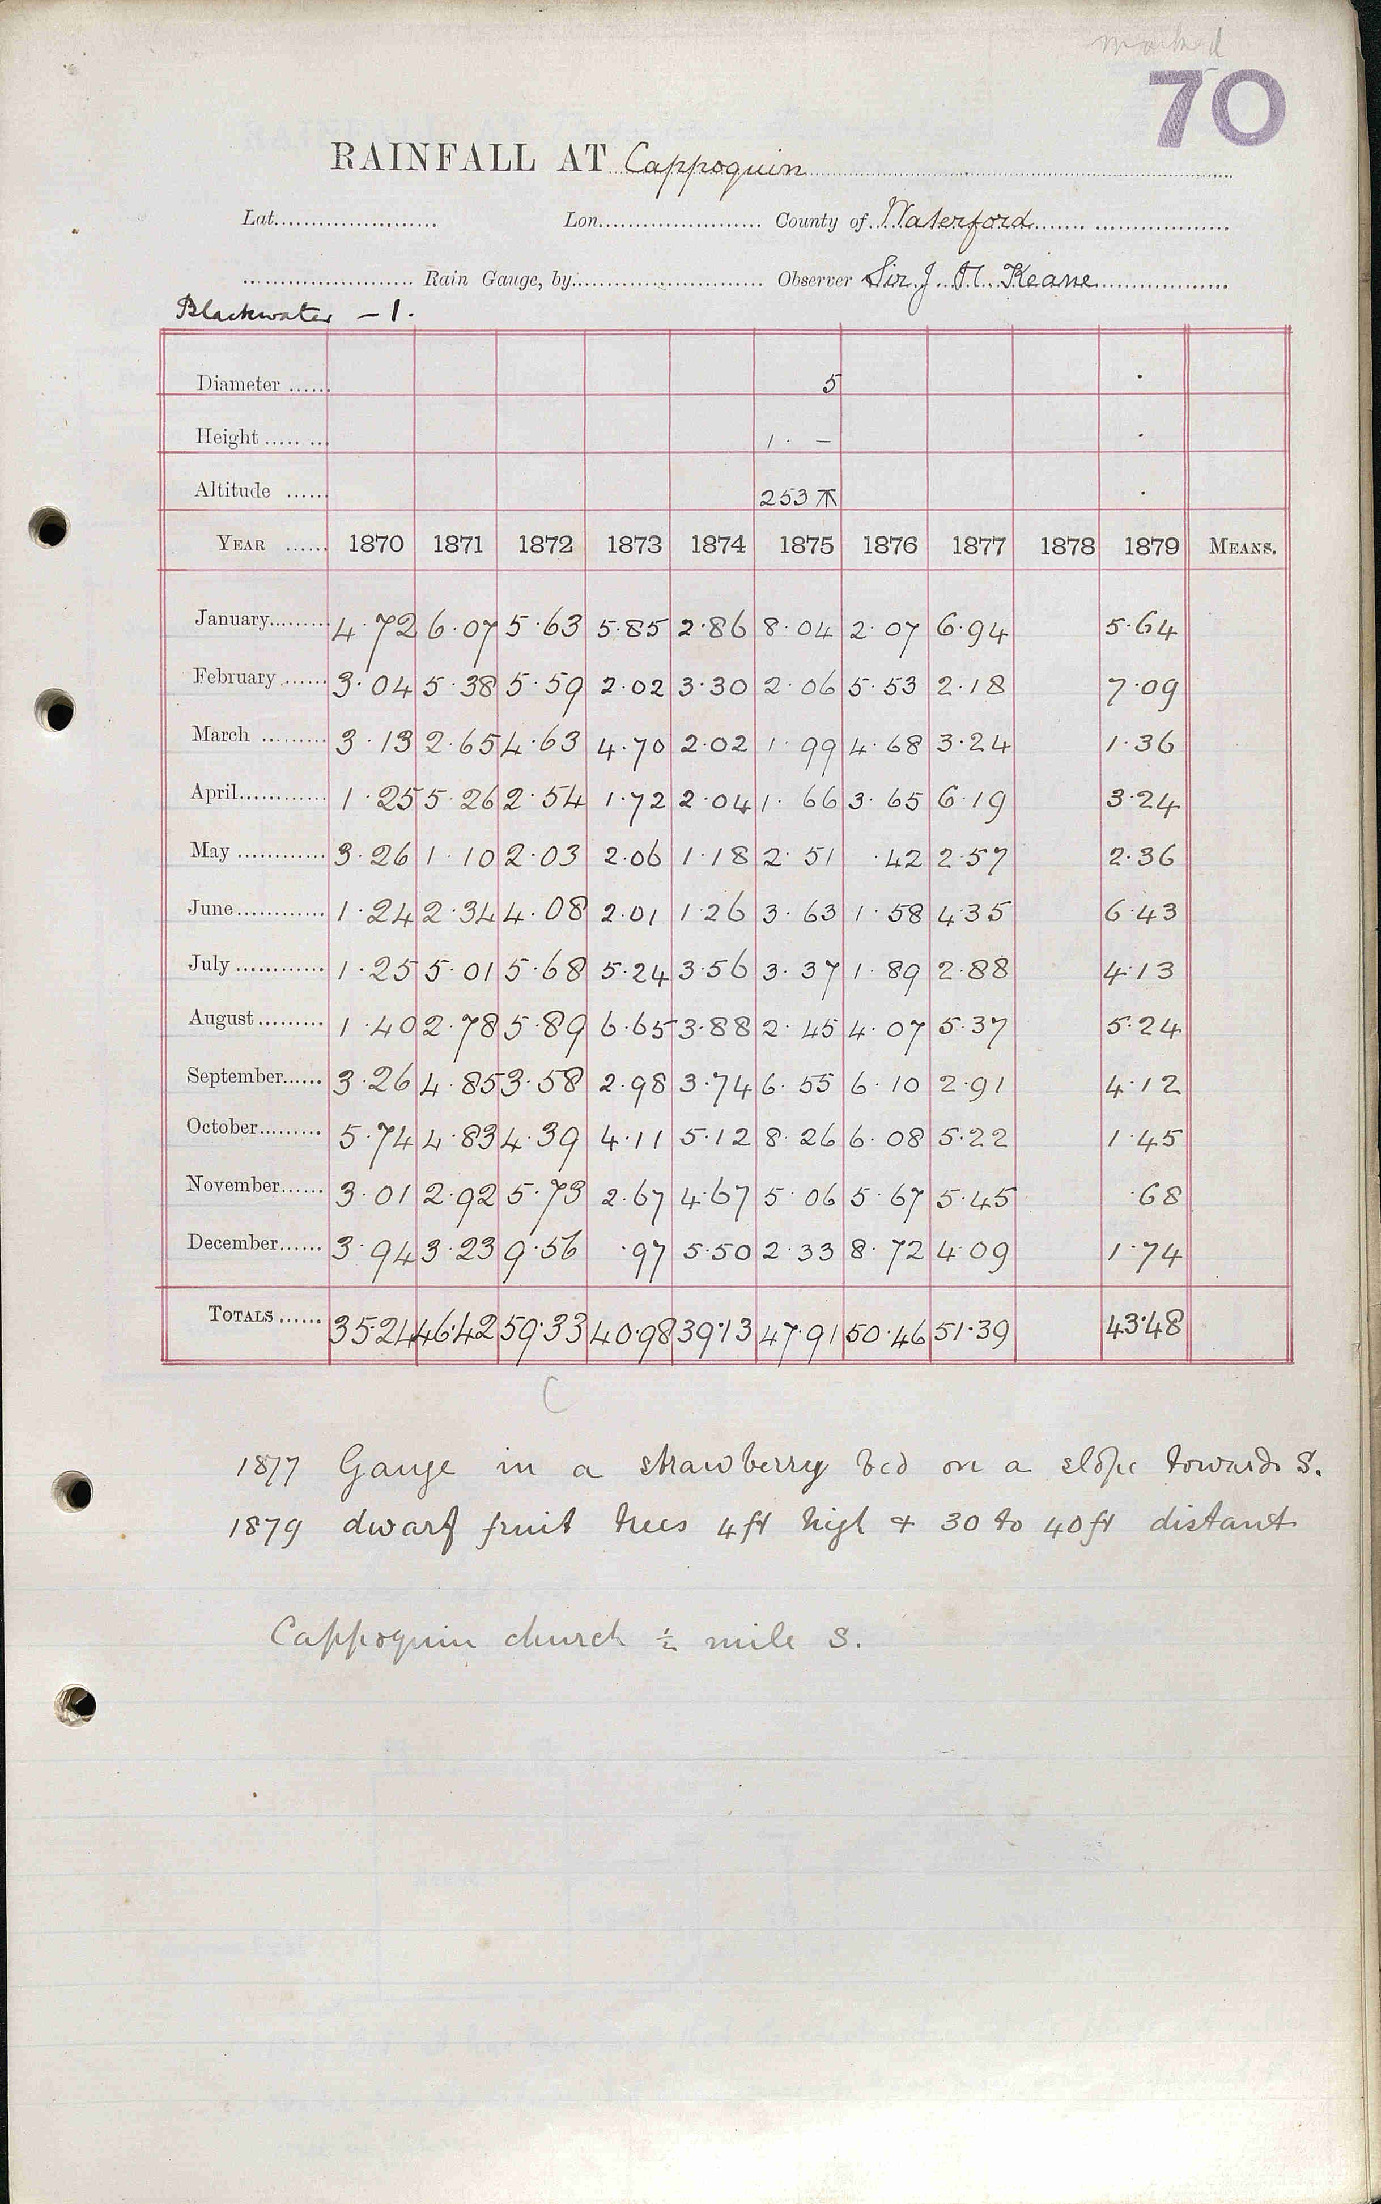 70
RAINFALL AT Cappoquin
Lat. Lon. County of Waterford
Rain Gauge, by Observer Sir J. H. Keane
Blackwater - 1.
Diameter 5 ·
Height 1 · - ·
Altitude 253 ·
YEAR 1870 1871 1872 1873 1874 1875 1876 1877 1878 1879 MEANS.
January 4·72 6·07 5·63 5·85 2·86 8·04 2·07 6·94 5·64
February 3·04 5·38 5·59 2·02 3·30 2·06 5·53 2·18 7·09
March 3·13 2·65 4·63 4·70 2·02 1·99 4·68 3·24 1·36
April 1·25 5·26 2·54 1·72 2·04 1·66 3·65 6·19 3·24
May 3·26 1·10 2·03 2·06 1·18 2·51 ·42 2·57 2·36
June 1·24 2·34 4·08 2·01 1·26 3·63 1·58 4·35 6·43
July 1·25 5·01 5·68 5·24 3·56 3·37 1·89 2·88 4·13
August 1·40 2·78 5·89 6·65 3·88 2·45 4·07 5·37 5·24
September 3·26 4·85 3·58 2·98 3·74 6·55 6·10 2·91 4·12
October 5·74 4·83 4·39 4·11 5·12 8·26 6·08 5·22 1·45
November 3·01 2·92 5·73 2·67 4·67 5·06 5·67 5·45 ·68
December 3·94 3·23 9·56 ·97 5·50 2·33 8·72 4·09 1·74
TOTALS 35·24 46·42 59·33 40·98 39·13 47·91 50·46 51·39 43·48
C
1877 Gauge in a strawberry bed on a slope towards S.
1879 dwarf fruit trees 4ft high & 30 to 40ft distant
Cappoquin church ½ mile S.